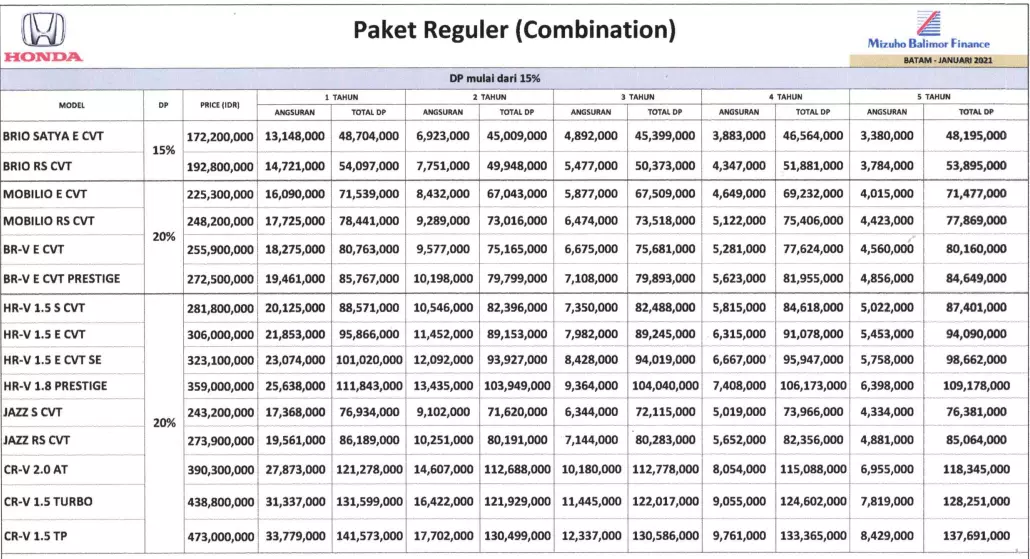 HONDA
Paket Reguler (Combination)
Mizuho Balimor Finance
BATAM - JANUARI 2021
DP mulai dari 15%
MODEL DP PRICE (IDR) 1 TAHUN 2 TAHUN 3 TAHUN 4 TAHUN 5 TAHUN
ANGSURAN TOTAL DP ANGSURAN TOTAL DP ANGSURAN TOTAL DP ANGSURAN TOTAL DP ANGSURAN TOTAL DP
BRIO SATYA E CVT 15% 172,200,000 13,148,000 48,704,000 6,923,000 45,009,000 4,892,000 45,399,000 3,883,000 46,564,000 3,380,000 48,195,000
BRIO RS CVT 192,800,000 14,721,000 54,097,000 7,751,000 49,948,000 5,477,000 50,373,000 4,347,000 51,881,000 3,784,000 53,895,000
MOBILIO E CVT 20% 225,300,000 16,090,000 71,539,000 8,432,000 67,043,000 5,877,000 67,509,000 4,649,000 69,232,000 4,015,000 71,477,000
MOBILIO RS CVT 248,200,000 17,725,000 78,441,000 9,289,000 73,016,000 6,474,000 73,518,000 5,122,000 75,406,000 4,423,000 77,869,000
BR-V E CVT 255,900,000 18,275,000 80,763,000 9,577,000 75,165,000 6,675,000 75,681,000 5,281,000 77,624,000 4,560,000 80,160,000
BR-V E CVT PRESTIGE 272,500,000 19,461,000 85,767,000 10,198,000 79,799,000 7,108,000 79,893,000 5,623,000 81,955,000 4,856,000 84,649,000
HR-V 1.5 S CVT 20% 281,800,000 20,125,000 88,571,000 10,546,000 82,396,000 7,350,000 82,488,000 5,815,000 84,618,000 5,022,000 87,401,000
HR-V 1.5 E CVT 306,000,000 21,853,000 95,866,000 11,452,000 89,153,000 7,982,000 89,245,000 6,315,000 91,078,000 5,453,000 94,090,000
HR-V 1.5 E CVT SE 323,100,000 23,074,000 101,020,000 12,092,000 93,927,000 8,428,000 94,019,000 6,667,000 95,947,000 5,758,000 98,662,000
HR-V 1.8 PRESTIGE 359,000,000 25,638,000 111,843,000 13,435,000 103,949,000 9,364,000 104,040,000 7,408,000 106,173,000 6,398,000 109,178,000
JAZZ S CVT 243,200,000 17,368,000 76,934,000 9,102,000 71,620,000 6,344,000 72,115,000 5,019,000 73,966,000 4,334,000 76,381,000
JAZZ RS CVT 273,900,000 19,561,000 86,189,000 10,251,000 80,191,000 7,144,000 80,283,000 5,652,000 82,356,000 4,881,000 85,064,000
CR-V 2.0 AT 390,300,000 27,873,000 121,278,000 14,607,000 112,688,000 10,180,000 112,778,000 8,054,000 115,088,000 6,955,000 118,345,000
CR-V 1.5 TURBO 438,800,000 31,337,000 131,599,000 16,422,000 121,929,000 11,445,000 122,017,000 9,055,000 124,602,000 7,819,000 128,251,000
CR-V 1.5 TP 473,000,000 33,779,000 141,573,000 17,702,000 130,499,000 12,337,000 130,586,000 9,761,000 133,365,000 8,429,000 137,691,000